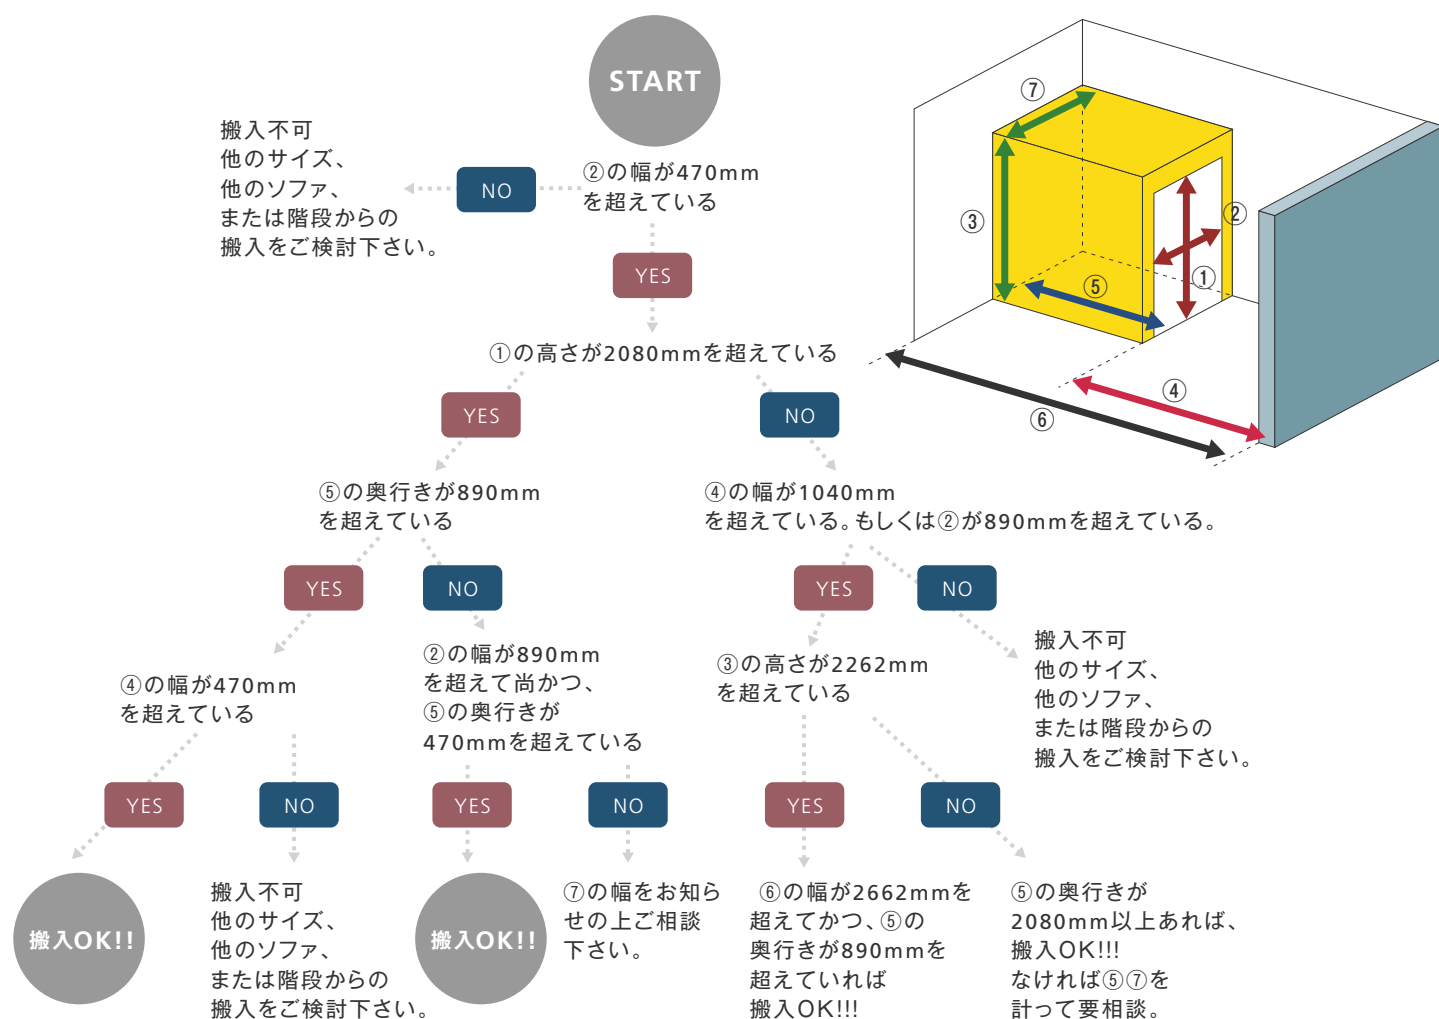 START
搬入不可
他のサイズ、
他のソファ、
または階段からの
搬入をご検討下さい。
NO
②の幅が470mm
を超えている
YES
①の高さが2080mmを超えている
YES
NO
⑤の奥行きが890mm
を超えている
④の幅が1040mm
を超えている。もしくは②が890mmを超えている。
YES
NO
YES
NO
④の幅が470mm
を超えている
②の幅が890mm
を超えて尚かつ、
⑤の奥行きが
470mmを超えている
③の高さが2262mm
を超えている
搬入不可
他のサイズ、
他のソファ、
または階段からの
搬入をご検討下さい。
YES
NO
YES
NO
YES
NO
搬入OK!!
搬入不可
他のサイズ、
他のソファ、
または階段からの
搬入をご検討下さい。
搬入OK!!
⑦の幅をお知ら
せの上ご相談
下さい。
⑥の幅が2662mmを
超えてかつ、⑤の
奥行きが890mmを
超えていれば
搬入OK!!!
⑤の奥行きが
2080mm以上あれば、
搬入OK!!!
なければ⑤⑦を
計って要相談。
⑦
③
②
①
⑤
④
⑥